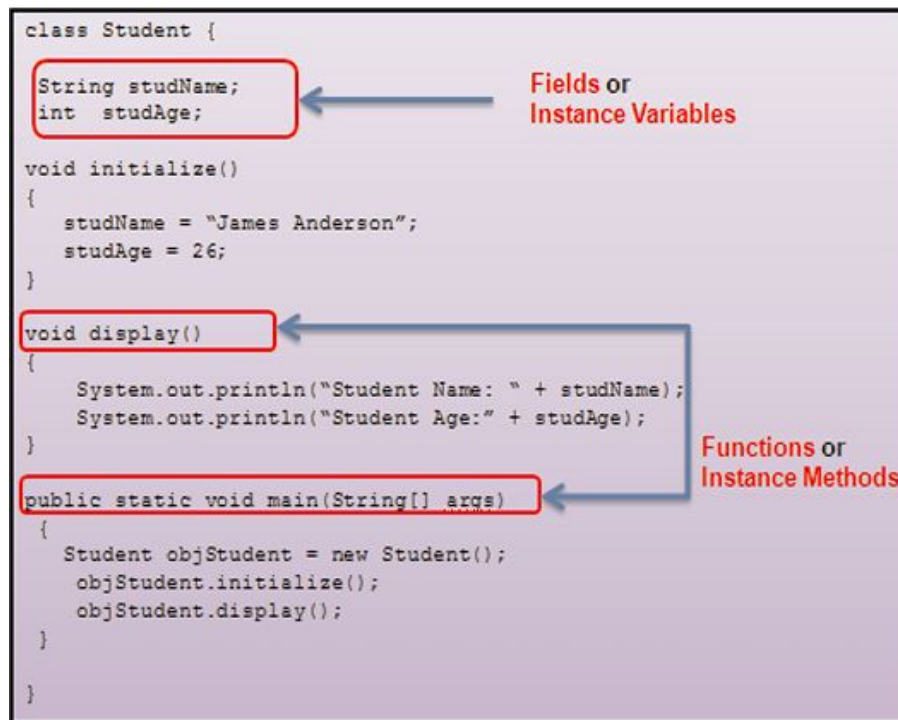 class Student {
String studName;
int studAge;
Fields or
Instance Variables
void initialize()
{
studName = “James Anderson”;
studAge = 26;
}
void display()
{
System.out.println(“Student Name: “ + studName);
System.out.println(“Student Age:” + studAge);
}
Functions or
Instance Methods
public static void main(String[] args)
{
Student objStudent = new Student();
objStudent.initialize();
objStudent.display();
}
}